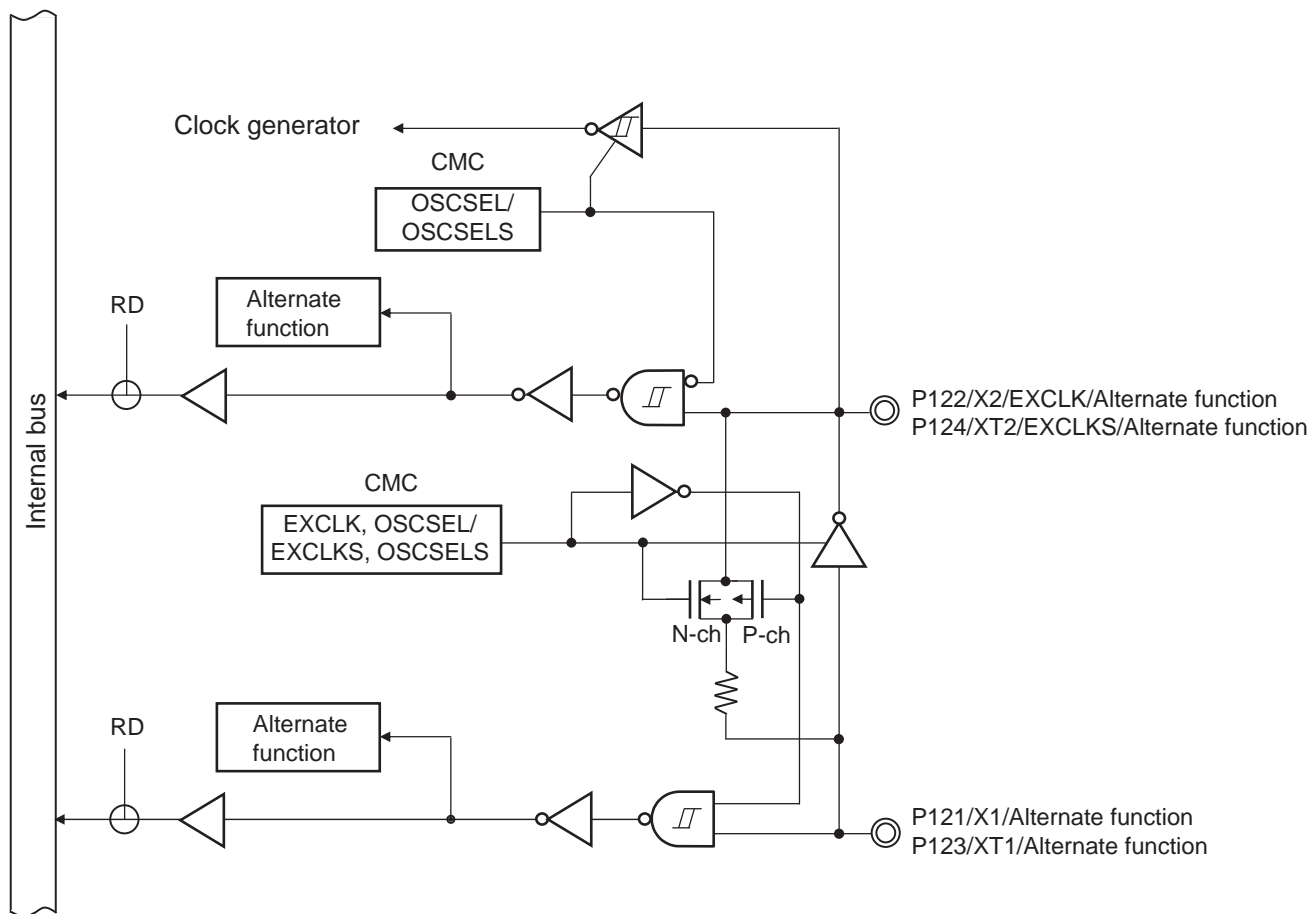 Clock generator
CMC
OSCSEL/
OSCSELS
RD
Alternate
function
P122/X2/EXCLK/Alternate function
P124/XT2/EXCLKS/Alternate function
Internal bus
CMC
EXCLK, OSCSEL/
EXCLKS, OSCSELS
N-ch
P-ch
RD
Alternate
function
P121/X1/Alternate function
P123/XT1/Alternate function